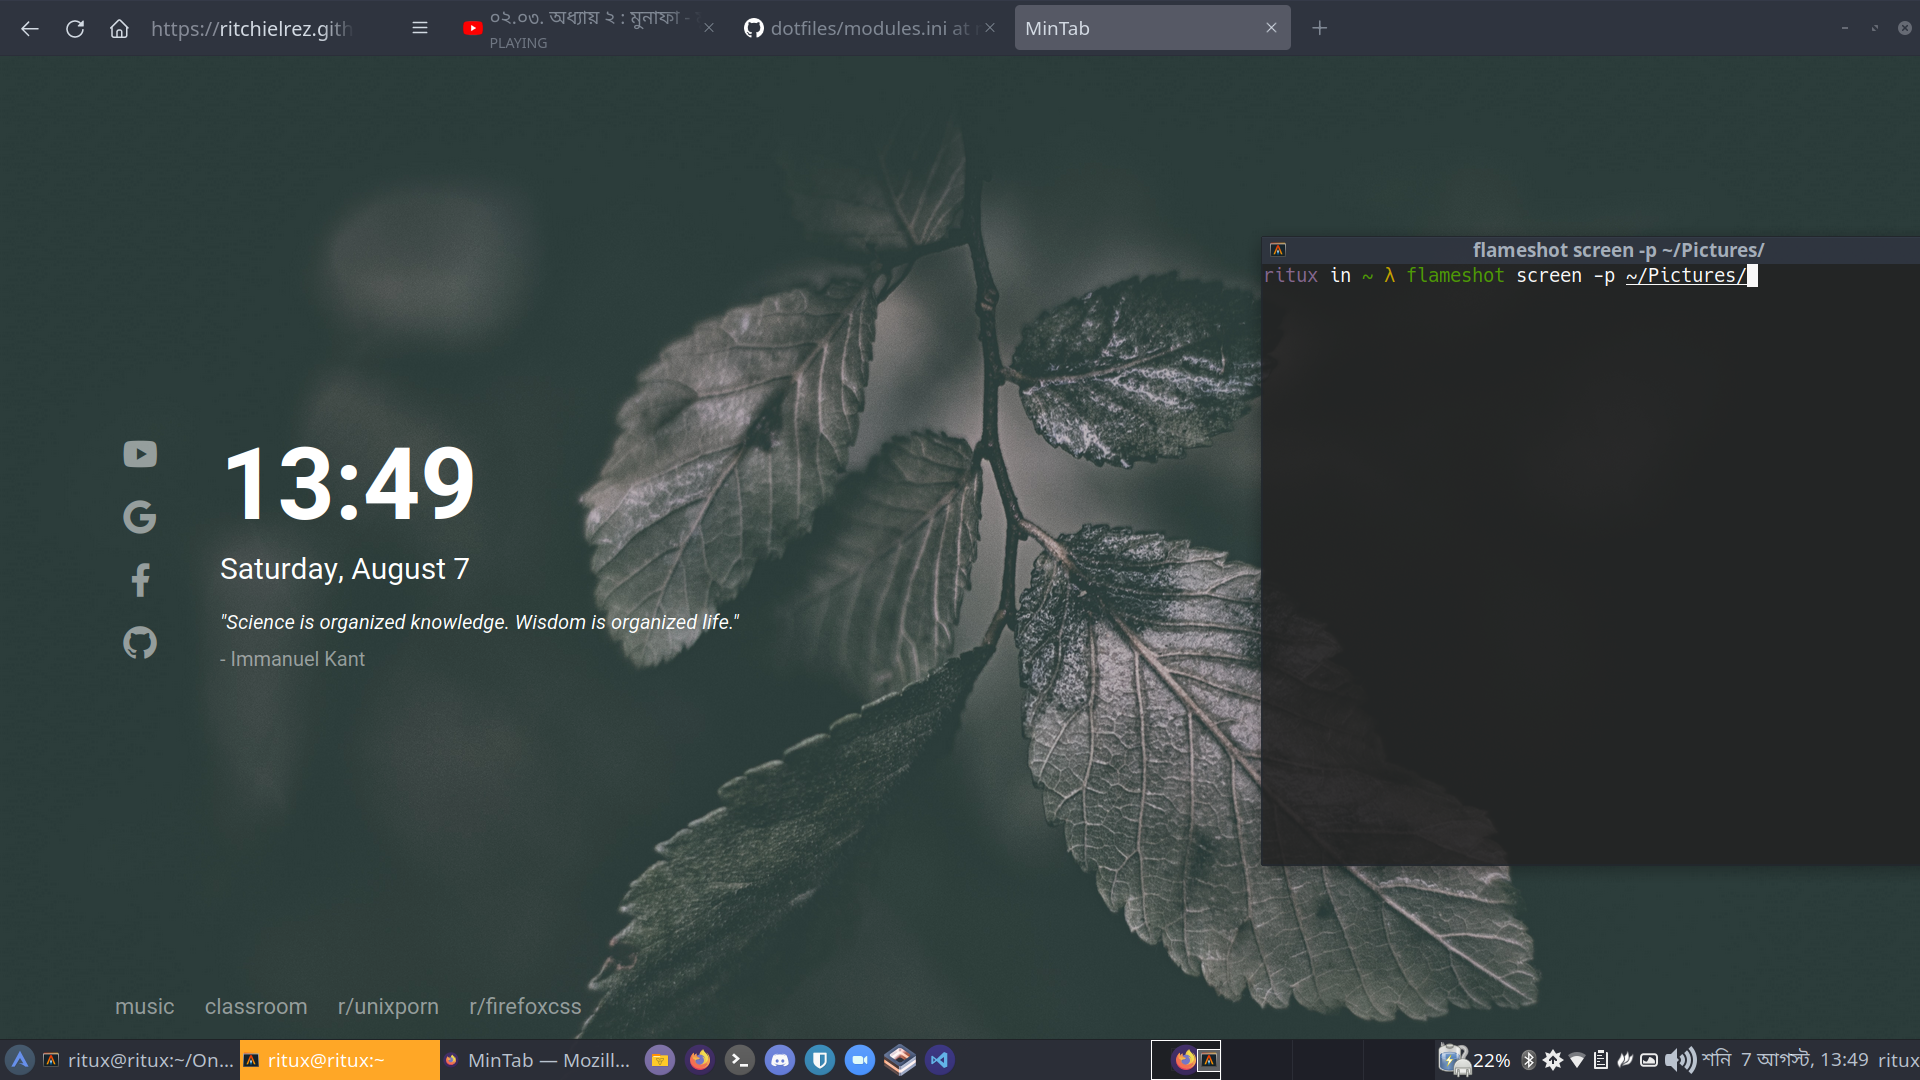 https://ritchielrez.gith
০২.০৩. অধ্যায় ২ : মুনাফা -
PLAYING
dotfiles/modules.ini at
MinTab
flameshot screen -p ~/Pictures/
ritux in ~ λ flameshot screen -p ~/Pictures/
13:49
Saturday, August 7
"Science is organized knowledge. Wisdom is organized life."
- Immanuel Kant
music classroom r/unixporn r/firefoxcss
ritux@ritux:~/On...
ritux@ritux:~
MinTab — Mozill...
22%
শনি 7 আগস্ট, 13:49
ritux